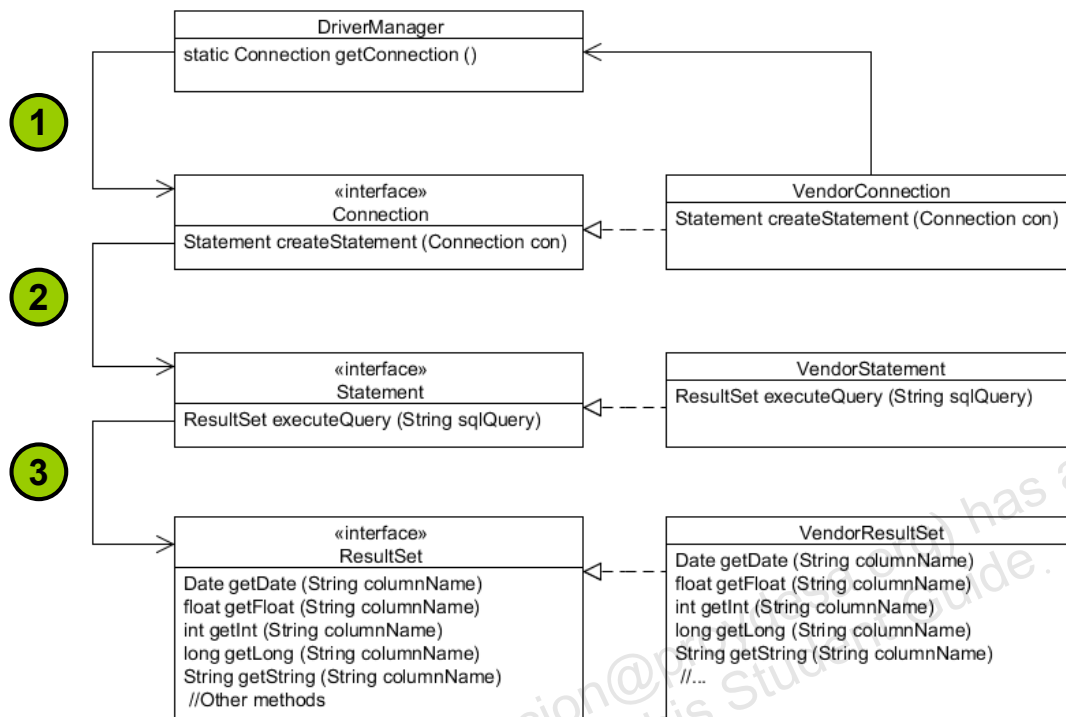 DriverManager
static Connection getConnection ()
1
«interface»
Connection
Statement createStatement (Connection con)
VendorConnection
Statement createStatement (Connection con)
2
«interface»
Statement
ResultSet executeQuery (String sqlQuery)
VendorStatement
ResultSet executeQuery (String sqlQuery)
3
«interface»
ResultSet
Date getDate (String columnName)
float getFloat (String columnName)
int getInt (String columnName)
long getLong (String columnName)
String getString (String columnName)
//Other methods
VendorResultSet
Date getDate (String columnName)
float getFloat (String columnName)
int getInt (String columnName)
long getLong (String columnName)
String getString (String columnName)
//...
has a
Student Guide.